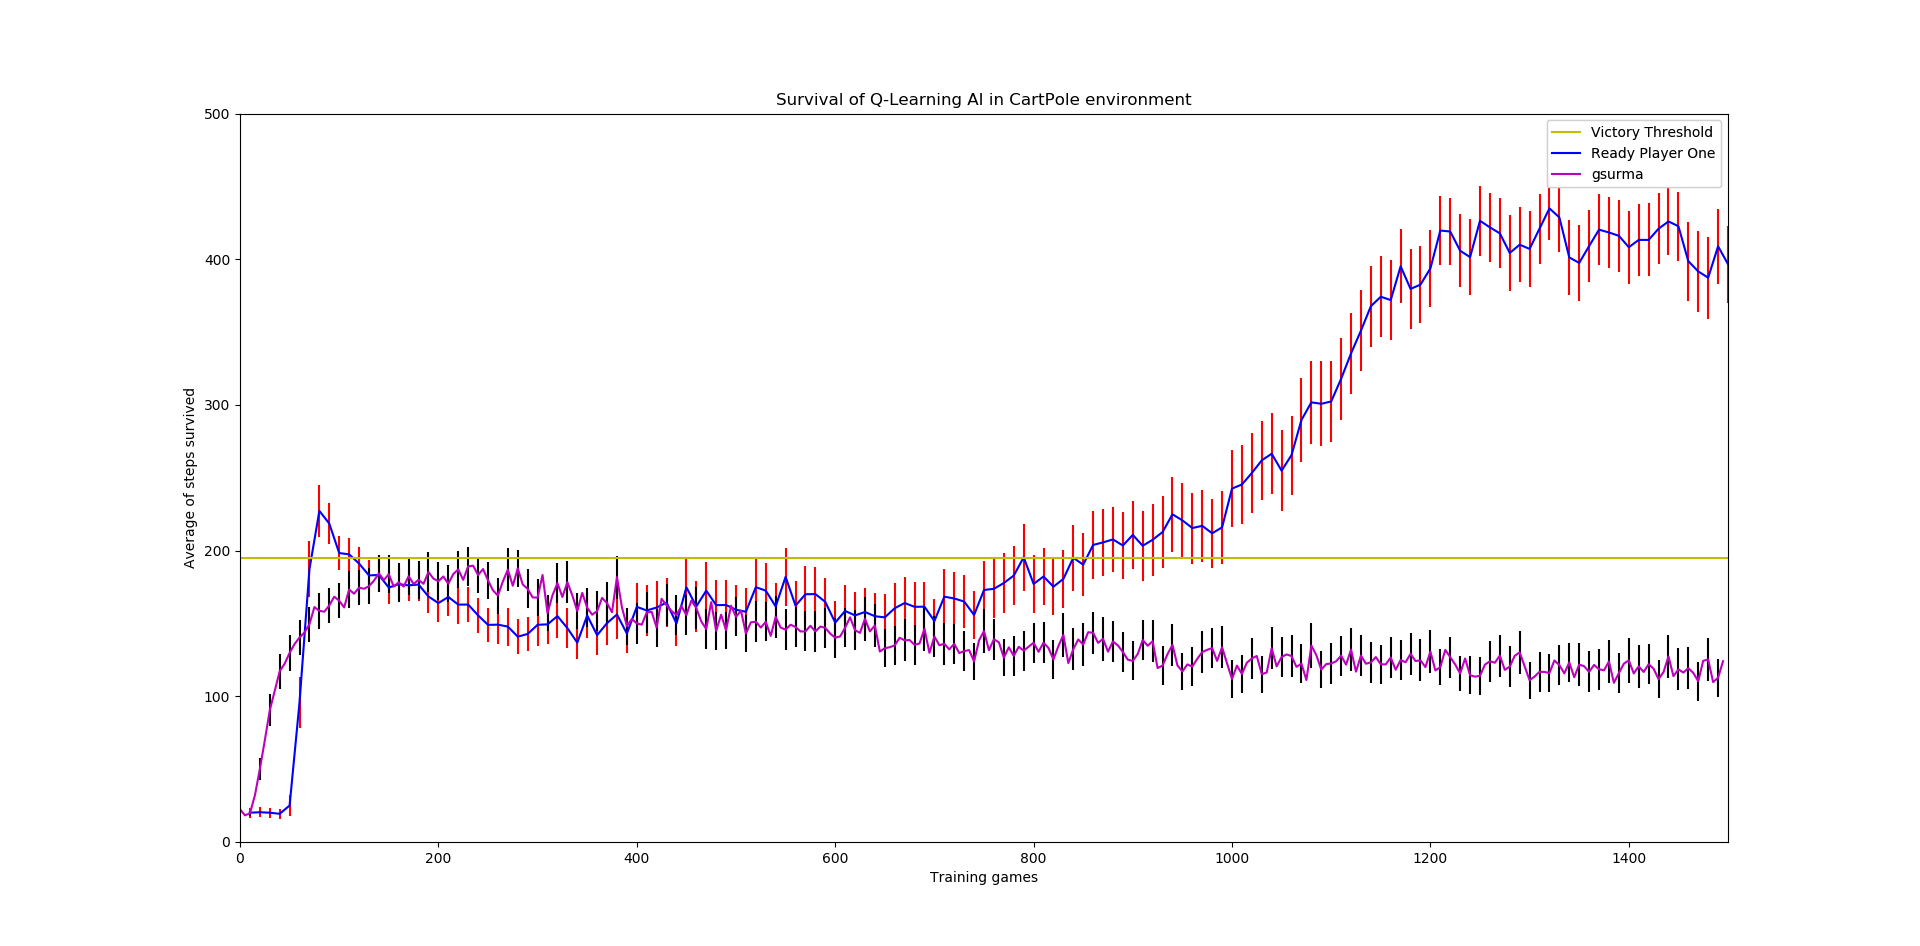 Survival of Q-Learning AI in CartPole environment
500
400
300
200
100
0
Average of steps survived
Victory Threshold
Ready Player One
gsurma
0 200 400 600 800 1000 1200 1400
Training games